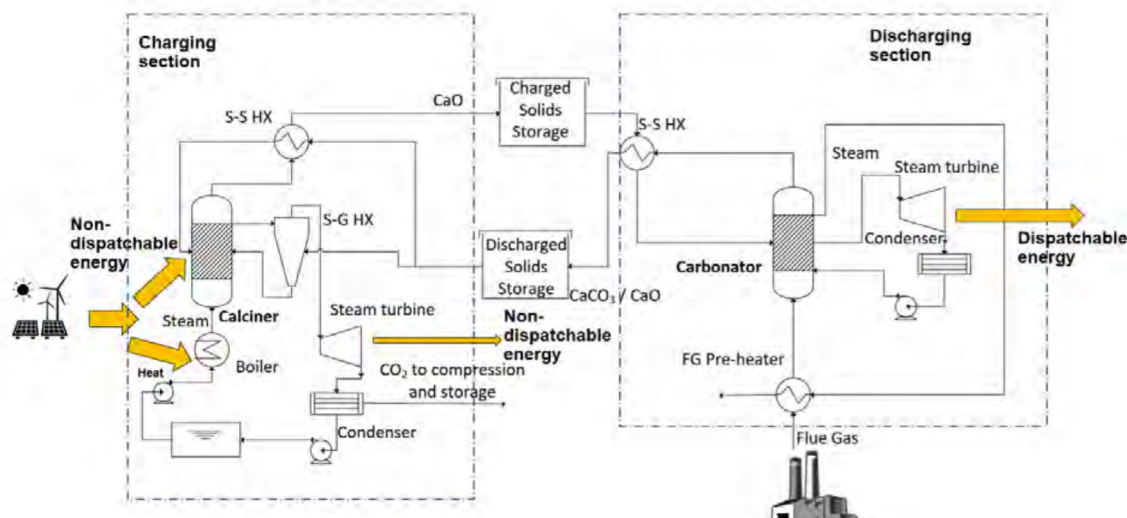 Charging
section
Discharging
section
CaO
Charged
Solids
Storage
S-S HX
S-S HX
Steam
Steam turbine
S-G HX
Non-
dispatchable
energy
Discharged
Solids
Storage
Condenser
Dispatchable
energy
Carbonator
CaCO₃ / CaO
Steam
Calciner
Steam turbine
Non-
dispatchable
energy
Heat
Boiler
CO₂ to compression
and storage
FG Pre-heater
Condenser
Flue Gas